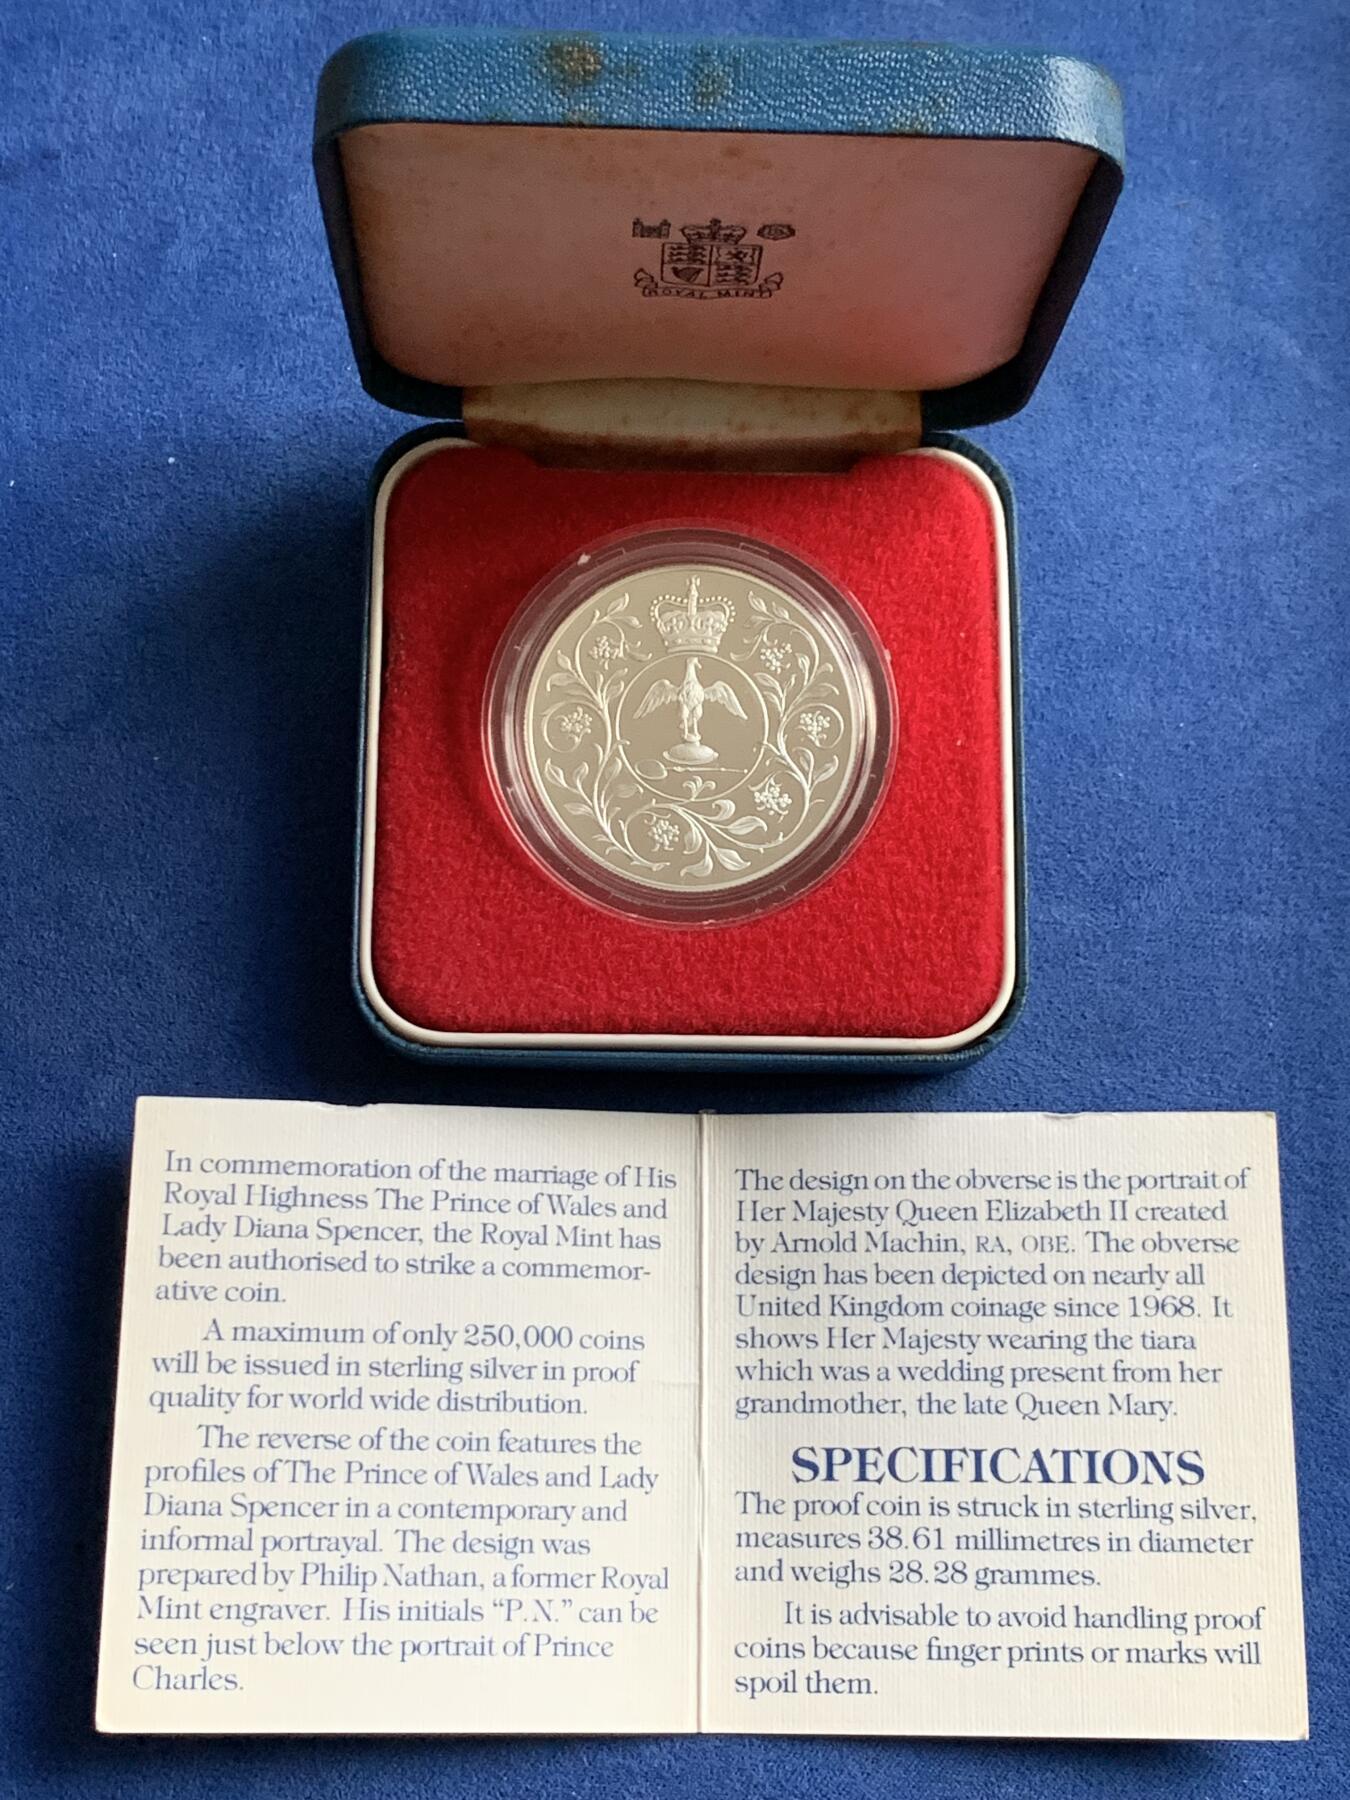 ROYAL MINT
In commemoration of the marriage of His
Royal Highness The Prince of Wales and
Lady Diana Spencer, the Royal Mint has
been authorised to strike a commemor-
ative coin.
A maximum of only 250,000 coins
will be issued in sterling silver in proof
quality for world wide distribution.
The reverse of the coin features the
profiles of The Prince of Wales and Lady
Diana Spencer in a contemporary and
informal portrayal. The design was
prepared by Philip Nathan, a former Royal
Mint engraver. His initials “P.N.” can be
seen just below the portrait of Prince
Charles.
The design on the obverse is the portrait of
Her Majesty Queen Elizabeth II created
by Arnold Machin, RA, OBE. The obverse
design has been depicted on nearly all
United Kingdom coinage since 1968. It
shows Her Majesty wearing the tiara
which was a wedding present from her
grandmother, the late Queen Mary.
SPECIFICATIONS
The proof coin is struck in sterling silver,
measures 38.61 millimetres in diameter
and weighs 28.28 grammes.
It is advisable to avoid handling proof
coins because finger prints or marks will
spoil them.